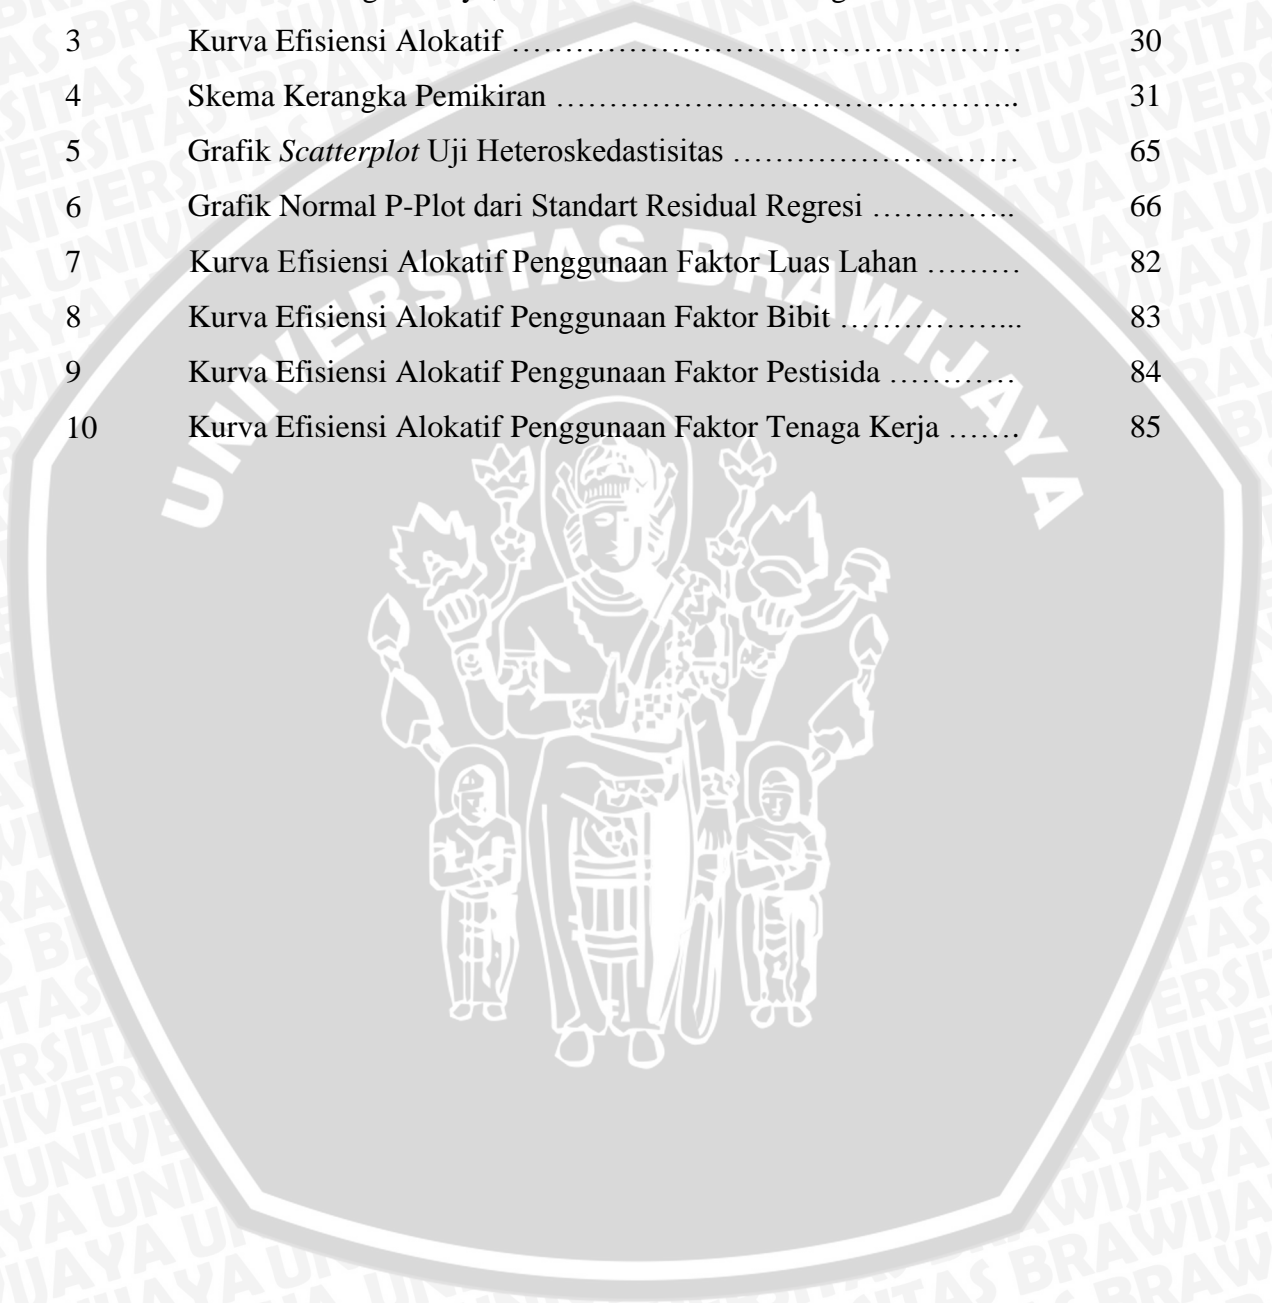 3 Kurva Efisiensi Alokatif ………………………………………… 30
4 Skema Kerangka Pemikiran …………………………………….. 31
5 Grafik Scatterplot Uji Heteroskedastisitas ……………………… 65
6 Grafik Normal P-Plot dari Standart Residual Regresi ………….. 66
7 Kurva Efisiensi Alokatif Penggunaan Faktor Luas Lahan ……… 82
8 Kurva Efisiensi Alokatif Penggunaan Faktor Bibit ……………... 83
9 Kurva Efisiensi Alokatif Penggunaan Faktor Pestisida ………… 84
10 Kurva Efisiensi Alokatif Penggunaan Faktor Tenaga Kerja ……. 85
UNIVERSITAS BRAWIJAYA